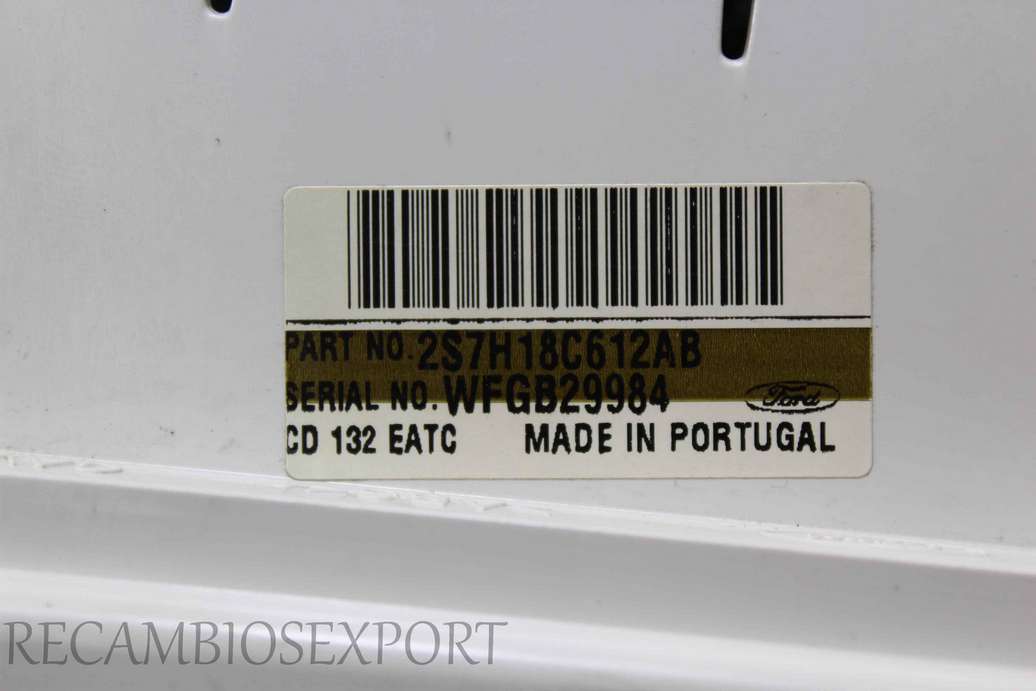 PART NO. 2S7H18C612AB
SERIAL NO. WFGB29984
Ford
CD 132 EATC MADE IN PORTUGAL
RECAMBIOSEXPORT